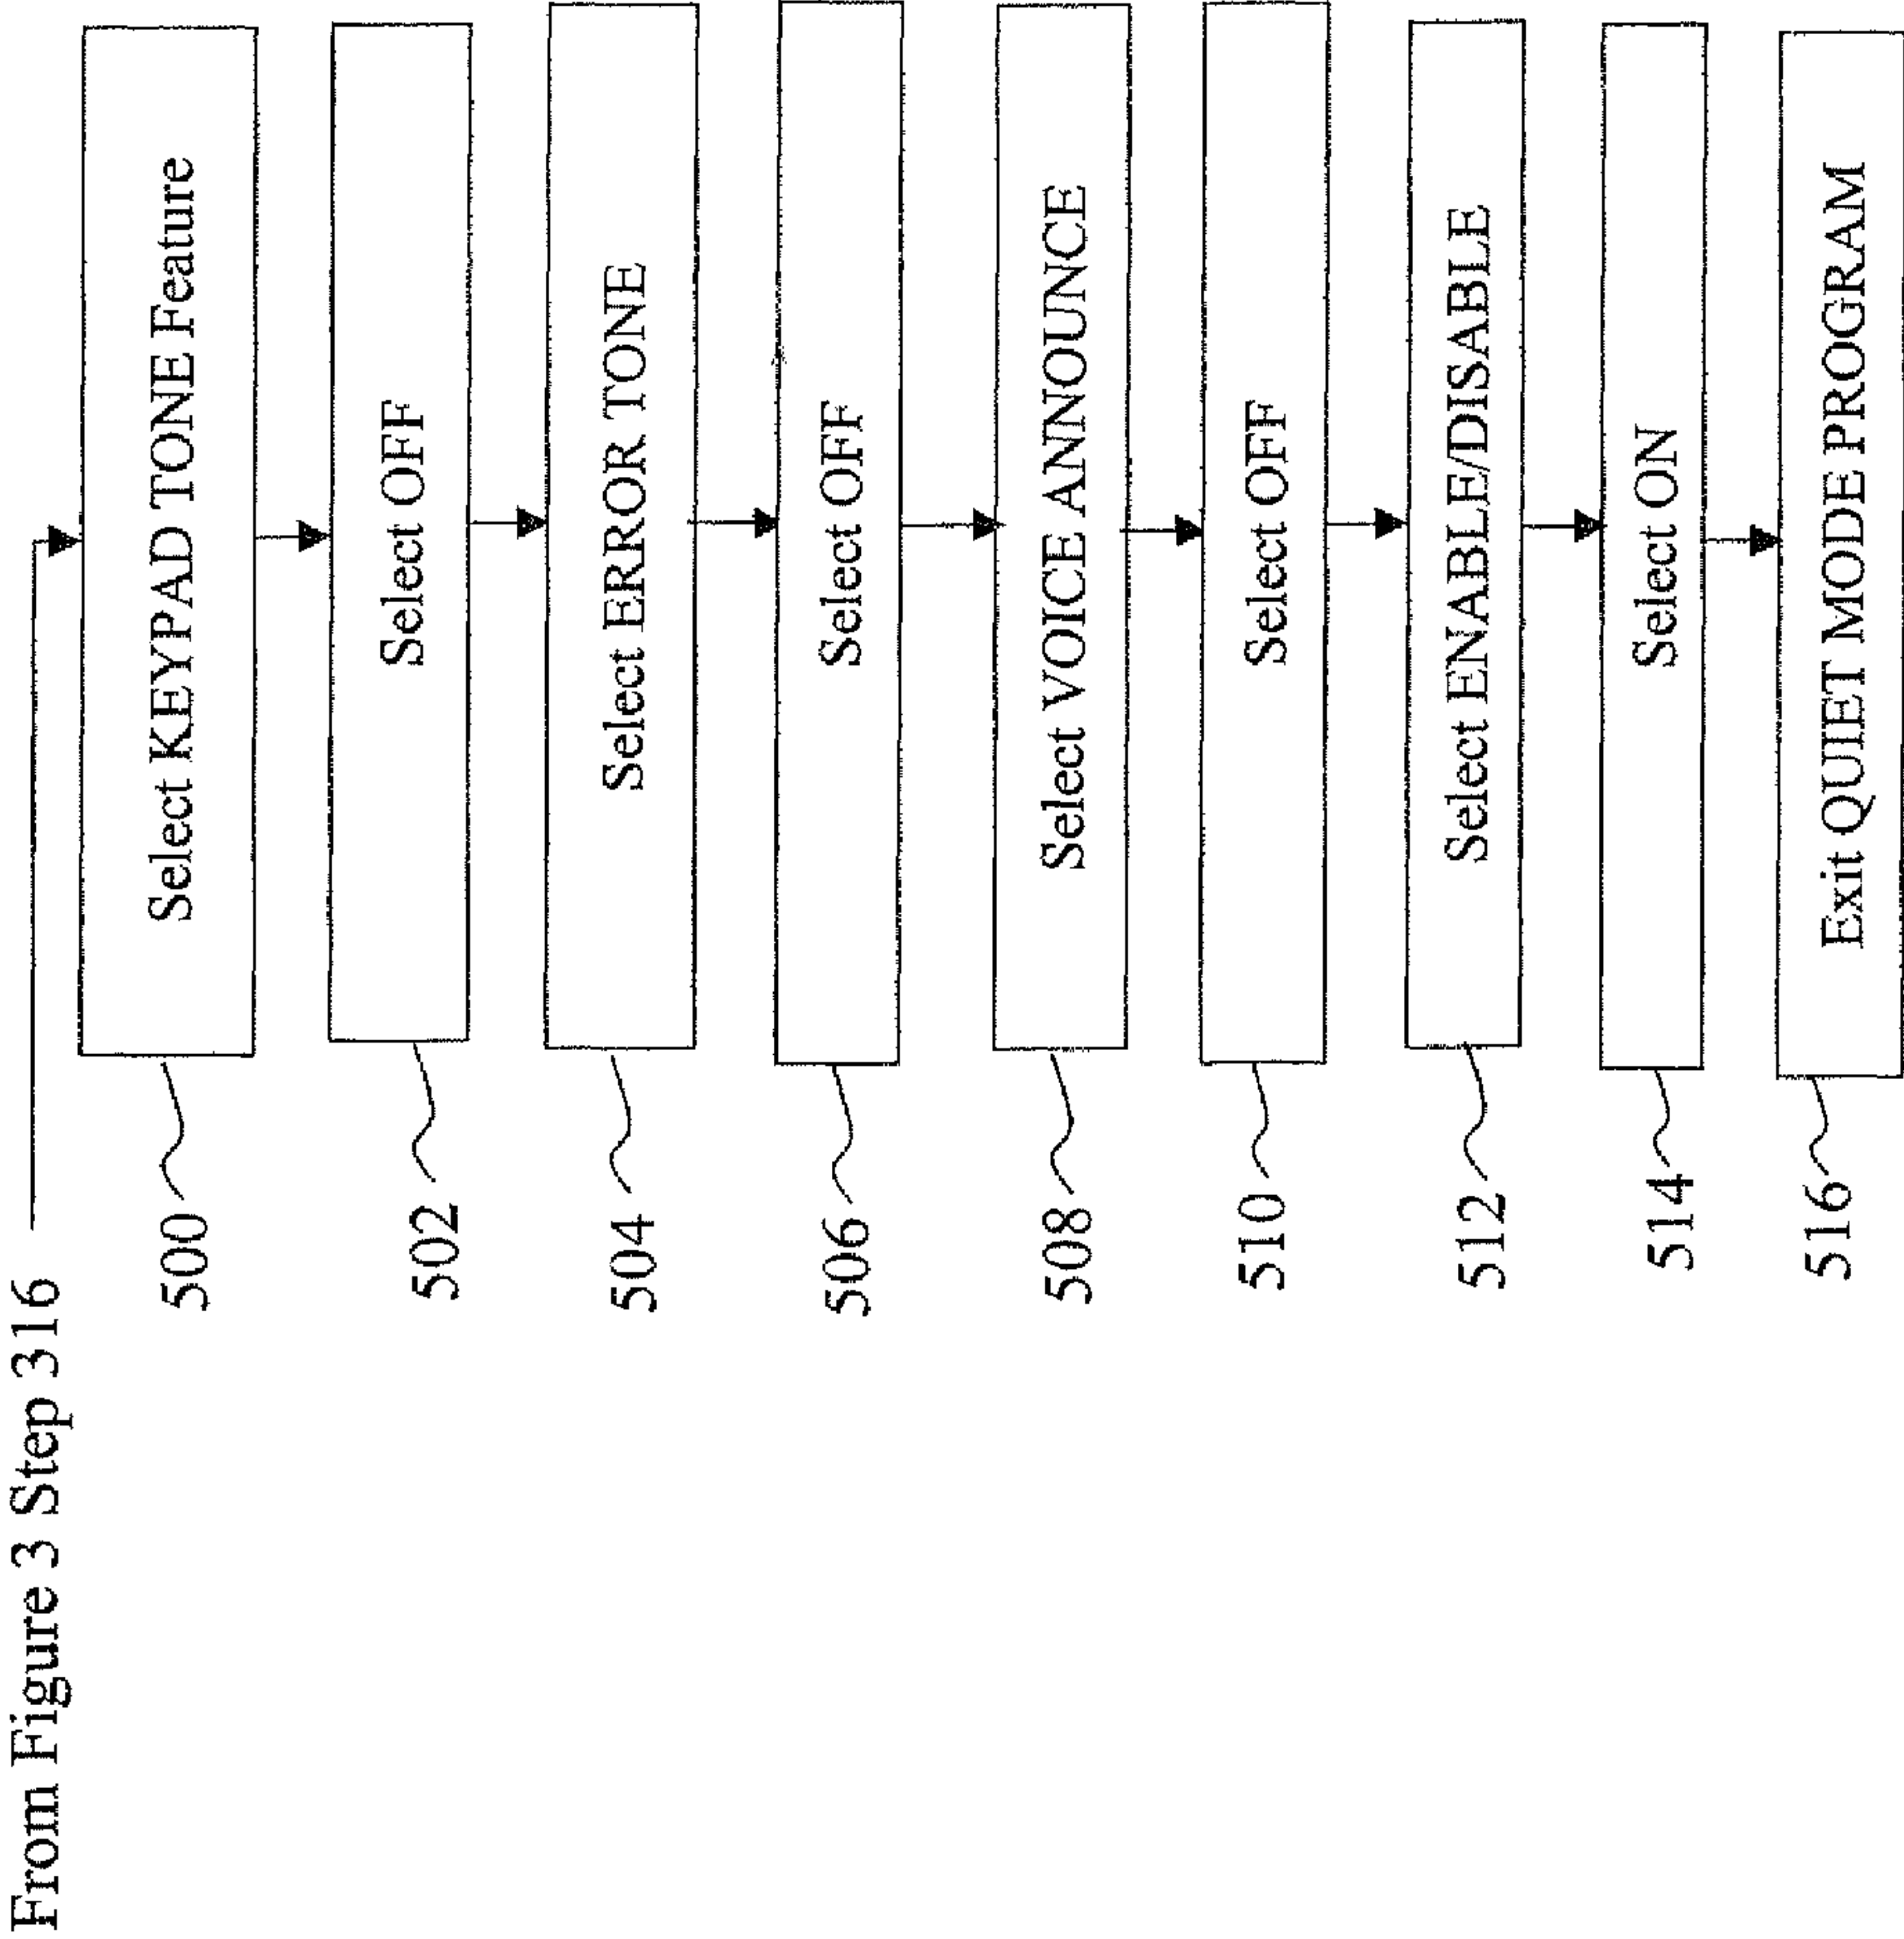 From Figure 3 Step 316
500
Select KEYPAD TONE Feature
502
Select OFF
504
Select ERROR TONE
506
Select OFF
508
Select VOICE ANNOUNCE
510
Select OFF
512
Select ENABLE/DISABLE
514
Select ON
516
Exit QUIET MODE PROGRAM